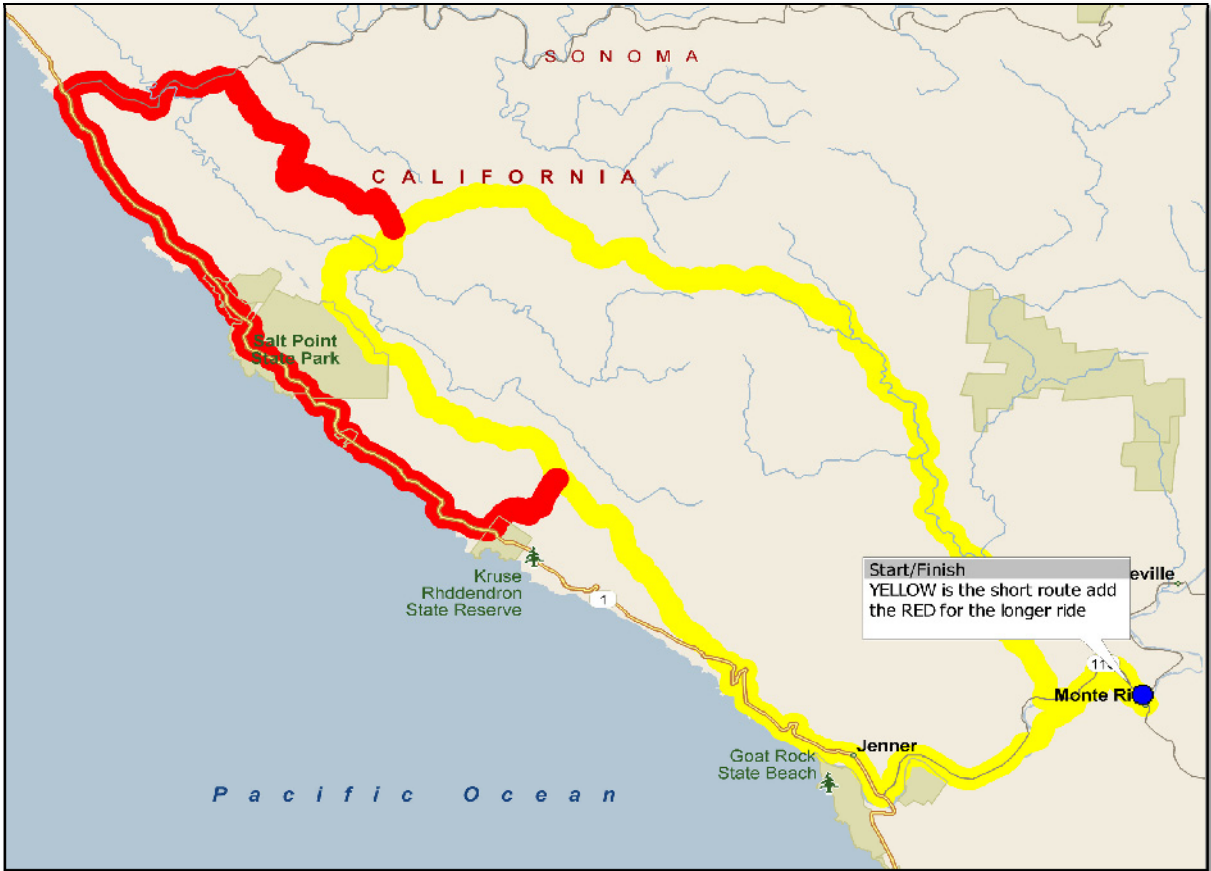 SONOMA
CALIFORNIA
Salt Point
State Park
Kruse
Rhddendron
State Reserve
1
Start/Finish
YELLOW is the short route add
the RED for the longer ride
eville
Monte Ri
Jenner
Goat Rock
State Beach
Pacific Ocean